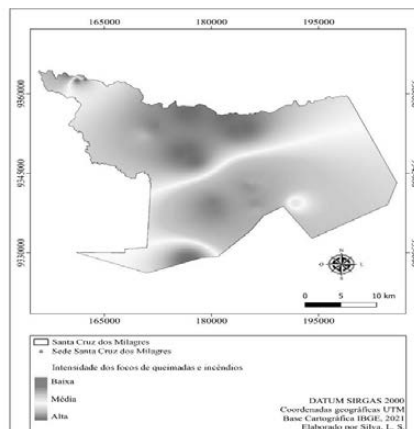 165000 180000 195000
9360000
9345000
9330000
N
O L
S
0 5 10 km
165000 180000 195000
Santa Cruz dos Milagres
Sede Santa Cruz dos Milagres
Intensidade dos focos de queimadas e incêndios
Baixa
Média
Alta
DATUM SIRGAS 2000
Coordenadas geográficas UTM
Base Cartográfica IBGE, 2021
Elaborado por Silva, L. S.